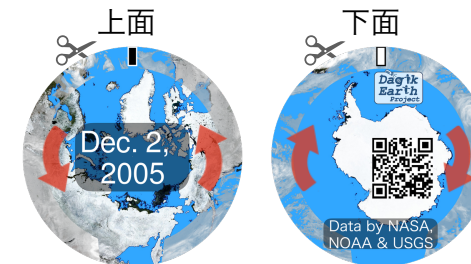 上面
下面
Dagik
Earth
Project
Dec. 2,
2005
Data by NASA,
NOAA & USGS